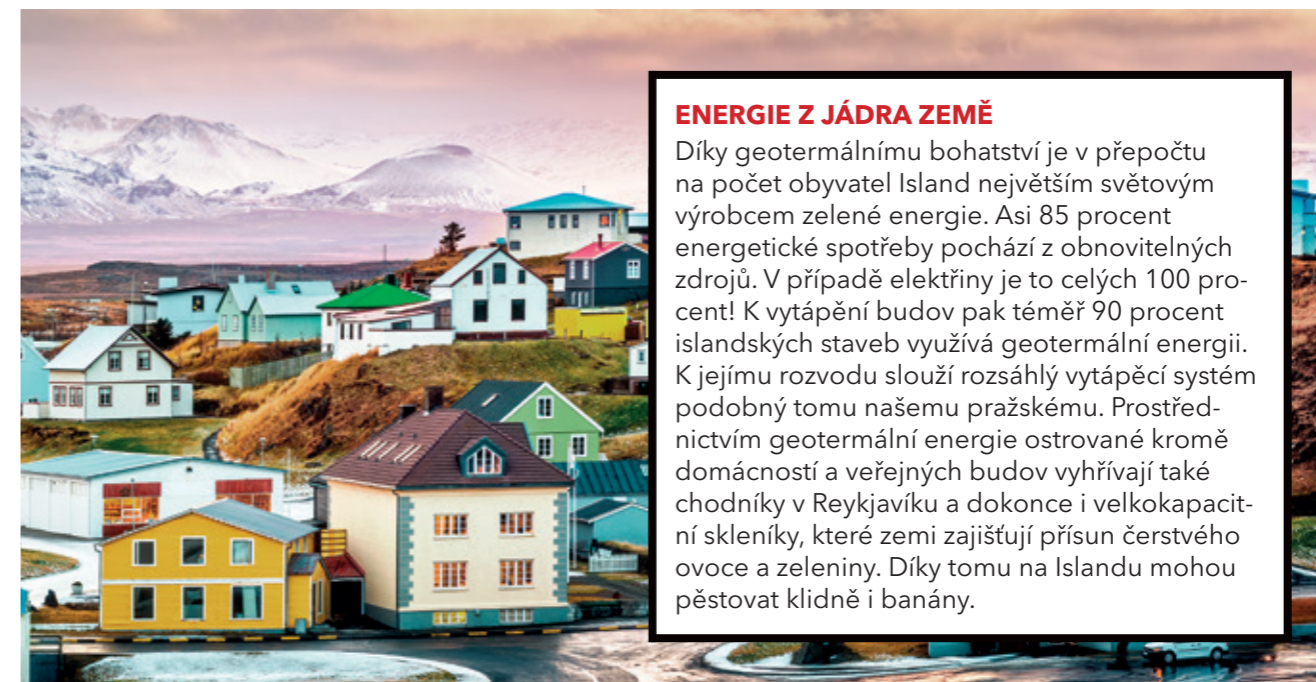 ENERGIE Z JÁDRA ZEMĚ
Díky geotermálnímu bohatství je v přepočtu
na počet obyvatel Island největším světovým
výrobcem zelené energie. Asi 85 procent
energetické spotřeby pochází z obnovitelných
zdrojů. V případě elektřiny je to celých 100 pro-
cent! K vytápění budov pak téměř 90 procent
islandských staveb využívá geotermální energii.
K jejímu rozvodu slouží rozsáhlý vytápěcí systém
podobný tomu našemu pražskému. Prostřed-
nictvím geotermální energie ostrované kromě
domácností a veřejných budov vyhřívají také
chodníky v Reykjavíku a dokonce i velkokapacit-
ní skleníky, které zemi zajišťují přísun čerstvého
ovoce a zeleniny. Díky tomu na Islandu mohou
pěstovat klidně i banány.